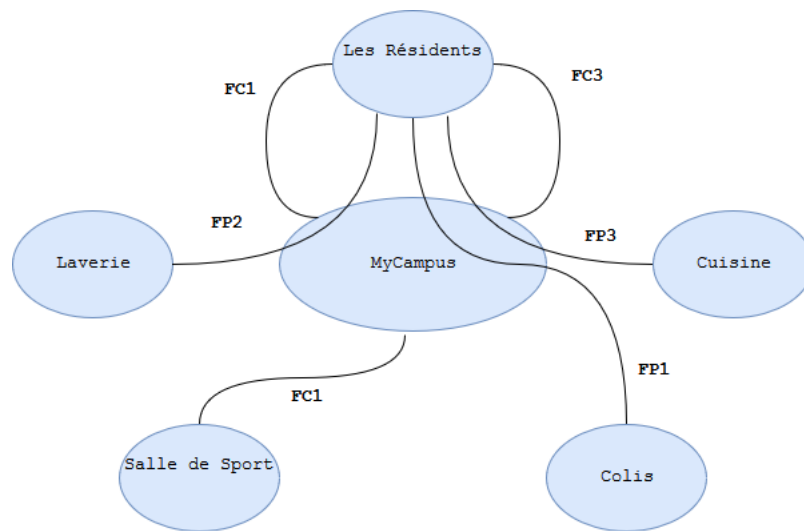 Les Résidents
FC1
FC3
FP2
FP3
Laverie
MyCampus
Cuisine
FP1
FC1
Salle de Sport
Colis